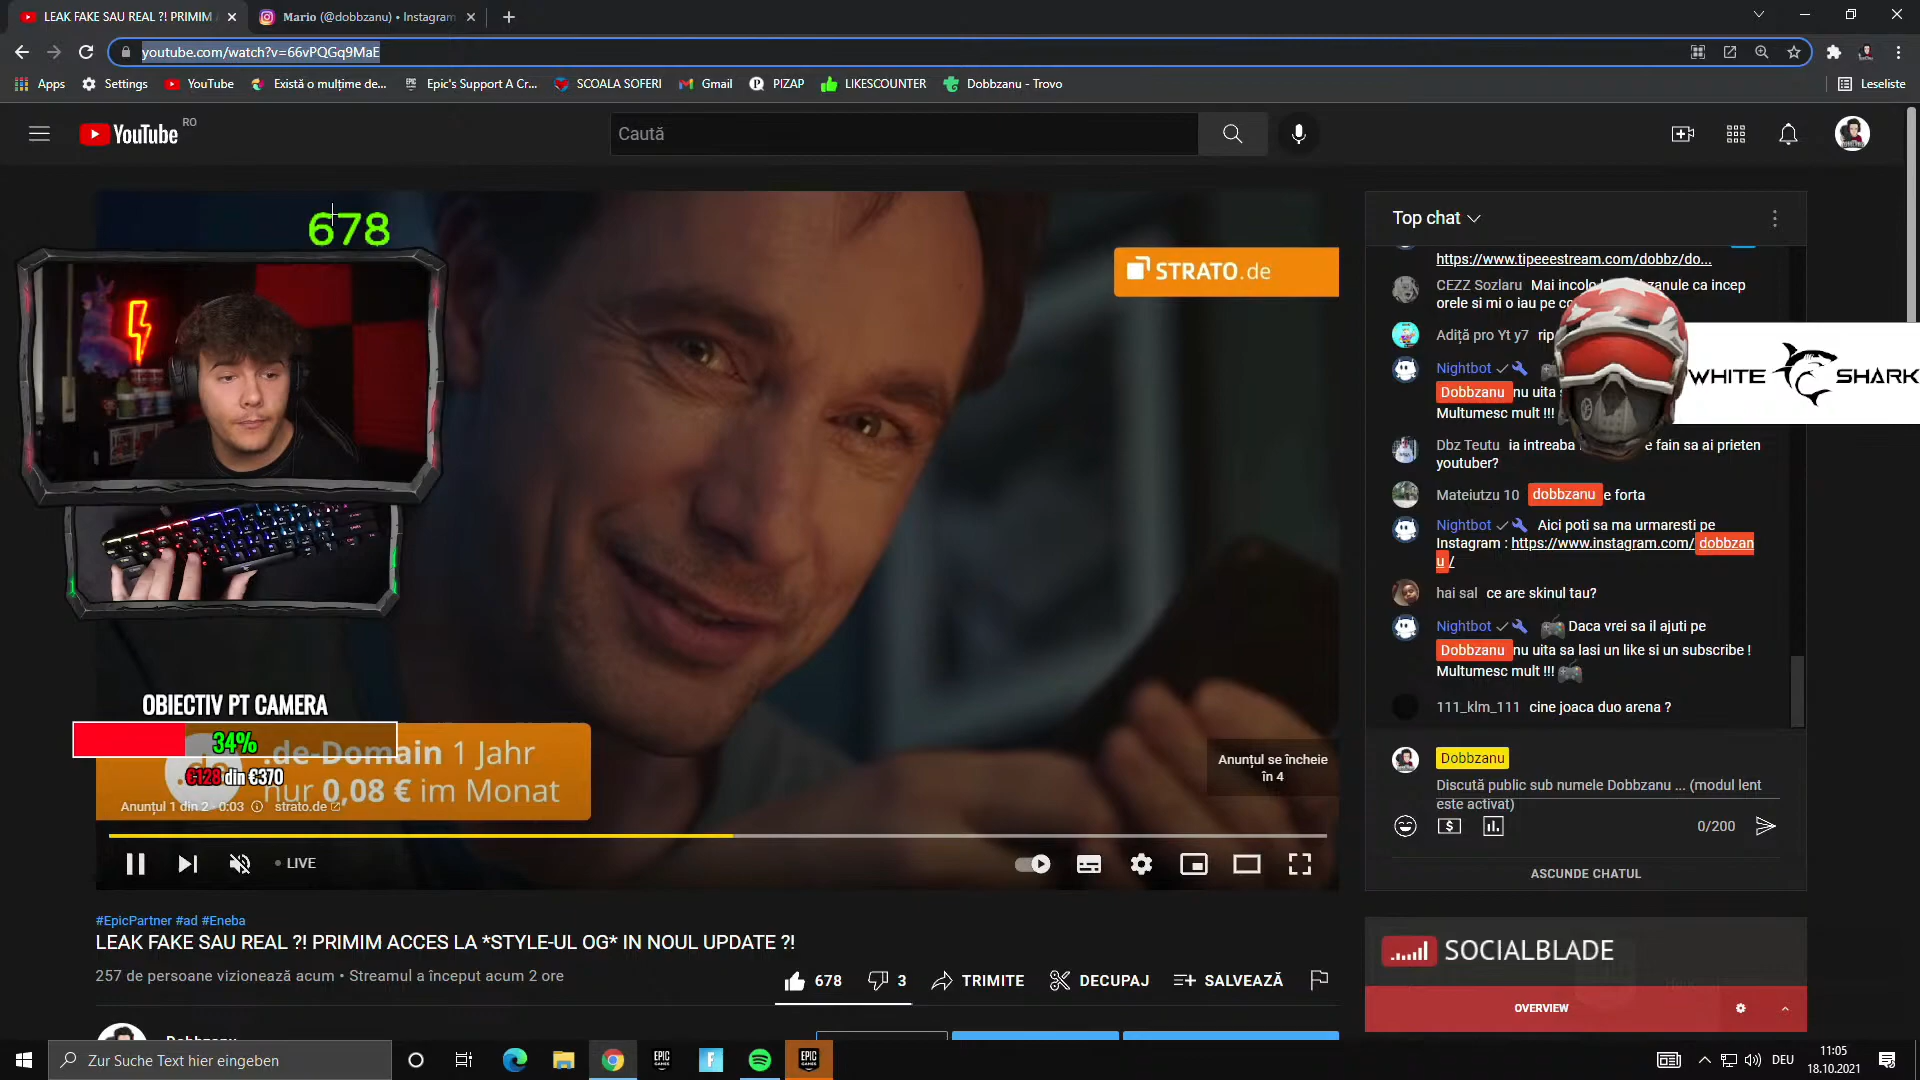 LEAK FAKE SAU REAL ?! PRIMIM A
Mario (@dobbzanu) • Instagram
youtube.com/watch?v=66vPQGq9MaE
Apps
Settings
YouTube
Există o mulțime de...
Epic's Support A Cr...
SCOALA SOFERI
Gmail
PIZAP
LIKESCOUNTER
Dobbzanu - Trovo
Leseliste
YouTube RO
Caută
678
STRATO.de
OBIECTIV PT CAMERA
34%
€128 din €370
.de-Domain 1 Jahr
nur 0,08 € im Monat
Anunțul 1 din 2 · 0:03
strato.de
Anunțul se încheie
în 4
LIVE
Top chat
https://www.tipeeestream.com/dobbz/do...
CEZZ Sozlaru Mai incolo zanule ca incep
orele si mi o iau pe
Adiță pro Yt y7 rip
WHITE SHARK
Nightbot
Dobbzanu nu uita
Multumesc mult !!!
Dbz Teutu ia intreaba e fain sa ai prieten
youtuber?
Mateiutzu 10 dobbzanu e forta
Nightbot Aici poti sa ma urmaresti pe
Instagram : https://www.instagram.com/dobbzan
u/
hai sal ce are skinul tau?
Nightbot Daca vrei sa il ajuti pe
Dobbzanu nu uita sa lasi un like si un subscribe !
Multumesc mult !!!
111_klm_111 cine joaca duo arena ?
Dobbzanu
Discută public sub numele Dobbzanu ... (modul lent
este activat)
0/200
ASCUNDE CHATUL
#EpicPartner #ad #Eneba
LEAK FAKE SAU REAL ?! PRIMIM ACCES LA *STYLE-UL OG* IN NOUL UPDATE ?!
257 de persoane vizionează acum • Streamul a început acum 2 ore
678
3
TRIMITE
DECUPAJ
SALVEAZĂ
SOCIALBLADE
OVERVIEW
Dobbzanu
Zur Suche Text hier eingeben
EPIC GAMES
EPIC GAMES
DEU
11:05
18.10.2021